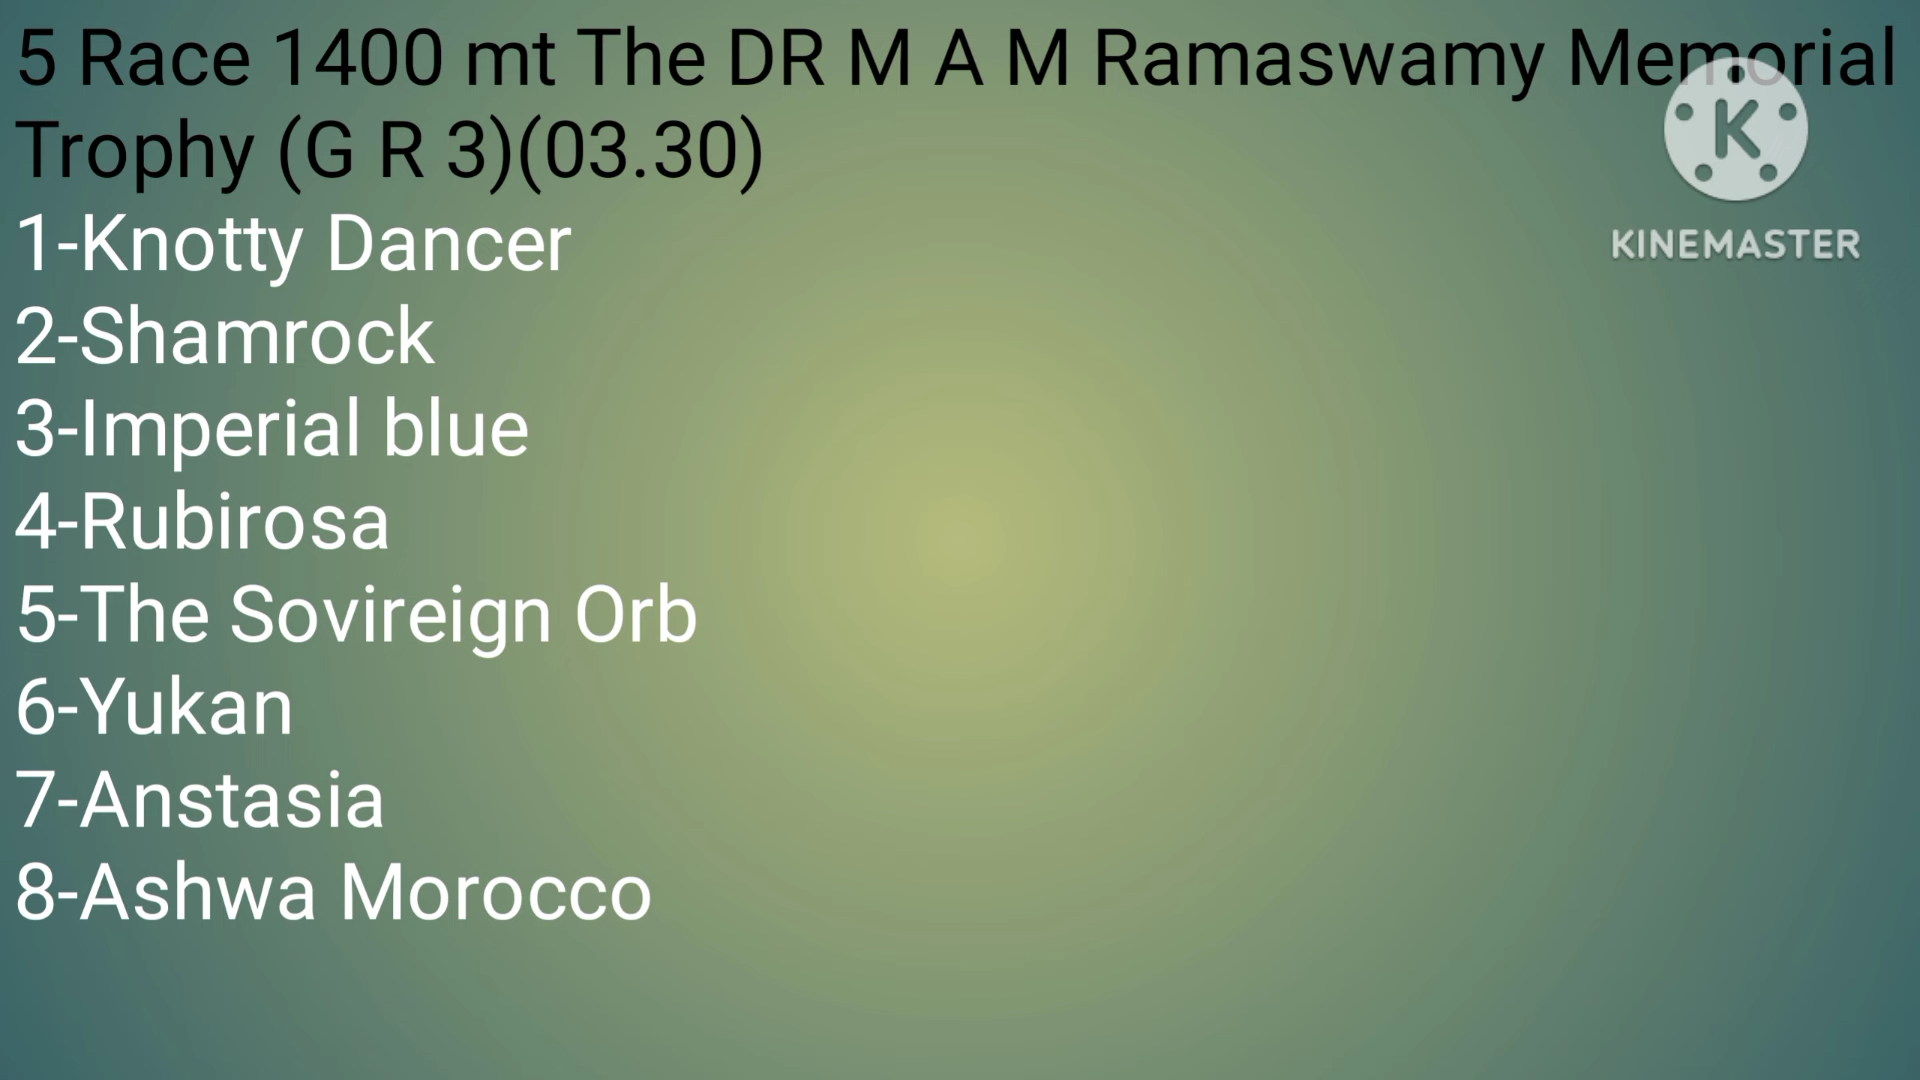 5 Race 1400 mt The DR M A M Ramaswamy Memorial
Trophy (G R 3)(03.30)
1-Knotty Dancer
2-Shamrock
3-Imperial blue
4-Rubirosa
5-The Sovireign Orb
6-Yukan
7-Anstasia
8-Ashwa Morocco
K
KINEMASTER